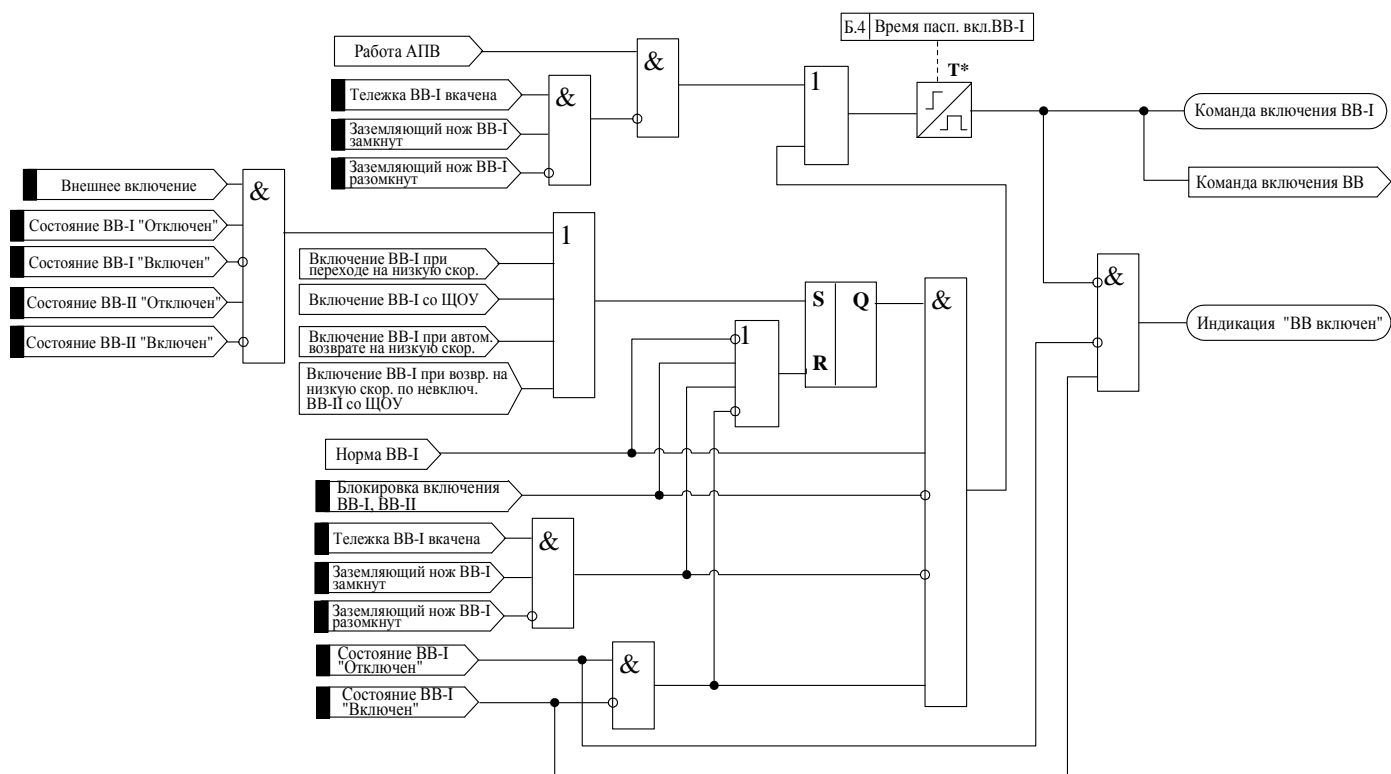 Б.4 Время пасп. вкл.ВВ-I
Работа АПВ
&
1
T*
Тележка ВВ-I вкачена
&
Заземляющий нож ВВ-I
замкнут
Заземляющий нож ВВ-I
разомкнут
Команда включения ВВ-I
Команда включения ВВ
Внешнее включение
&
Состояние ВВ-I "Отключен"
Состояние ВВ-I "Включен"
Состояние ВВ-II "Отключен"
Состояние ВВ-II "Включен"
1
Включение ВВ-I при
переходе на низкую скор.
Включение ВВ-I со ЩОУ
Включение ВВ-I при автом.
возврате на низкую скор.
Включение ВВ-I при возвр. на
низкую скор. по невключ.
ВВ-II со ЩОУ
S Q
R
1
&
&
Индикация "ВВ включен"
Норма ВВ-I
Блокировка включения
ВВ-I, ВВ-II
Тележка ВВ-I вкачена
&
Заземляющий нож ВВ-I
замкнут
Заземляющий нож ВВ-I
разомкнут
Состояние ВВ-I
"Отключен"
&
Состояние ВВ-I
"Включен"